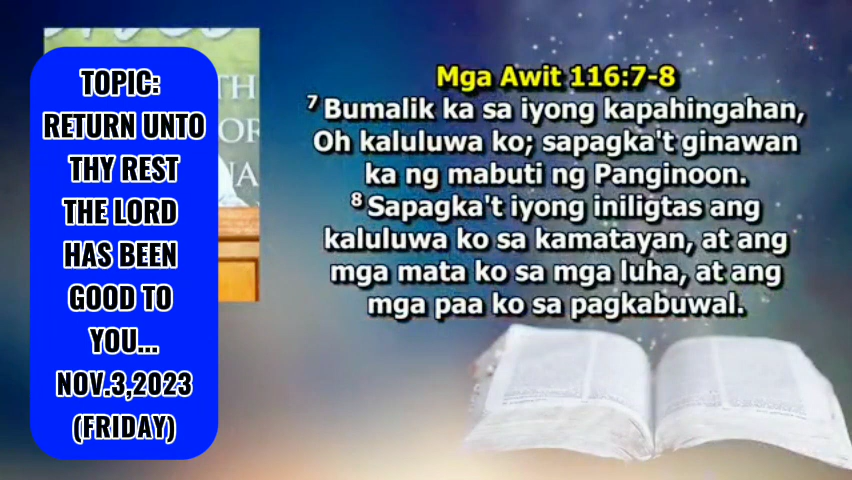 TOPIC:
RETURN UNTO
THY REST
THE LORD
HAS BEEN
GOOD TO
YOU...
NOV.3,2023
(FRIDAY)
Mga Awit 116:7-8
7 Bumalik ka sa iyong kapahingahan,
Oh kaluluwa ko; sapagka't ginawan
ka ng mabuti ng Panginoon.
8 Sapagka't iyong iniligtas ang
kaluluwa ko sa kamatayan, at ang
mga mata ko sa mga luha, at ang
mga paa ko sa pagkabuwal.